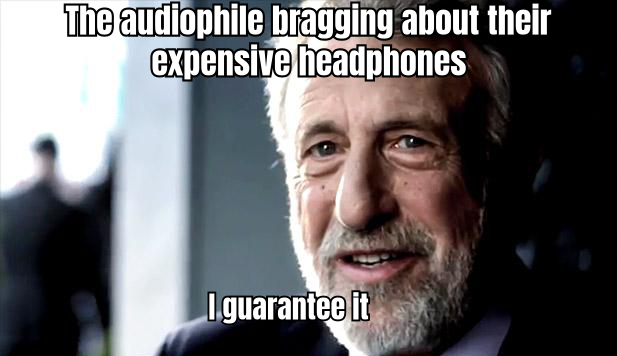 The audiophile bragging about their
expensive headphones
I guarantee it